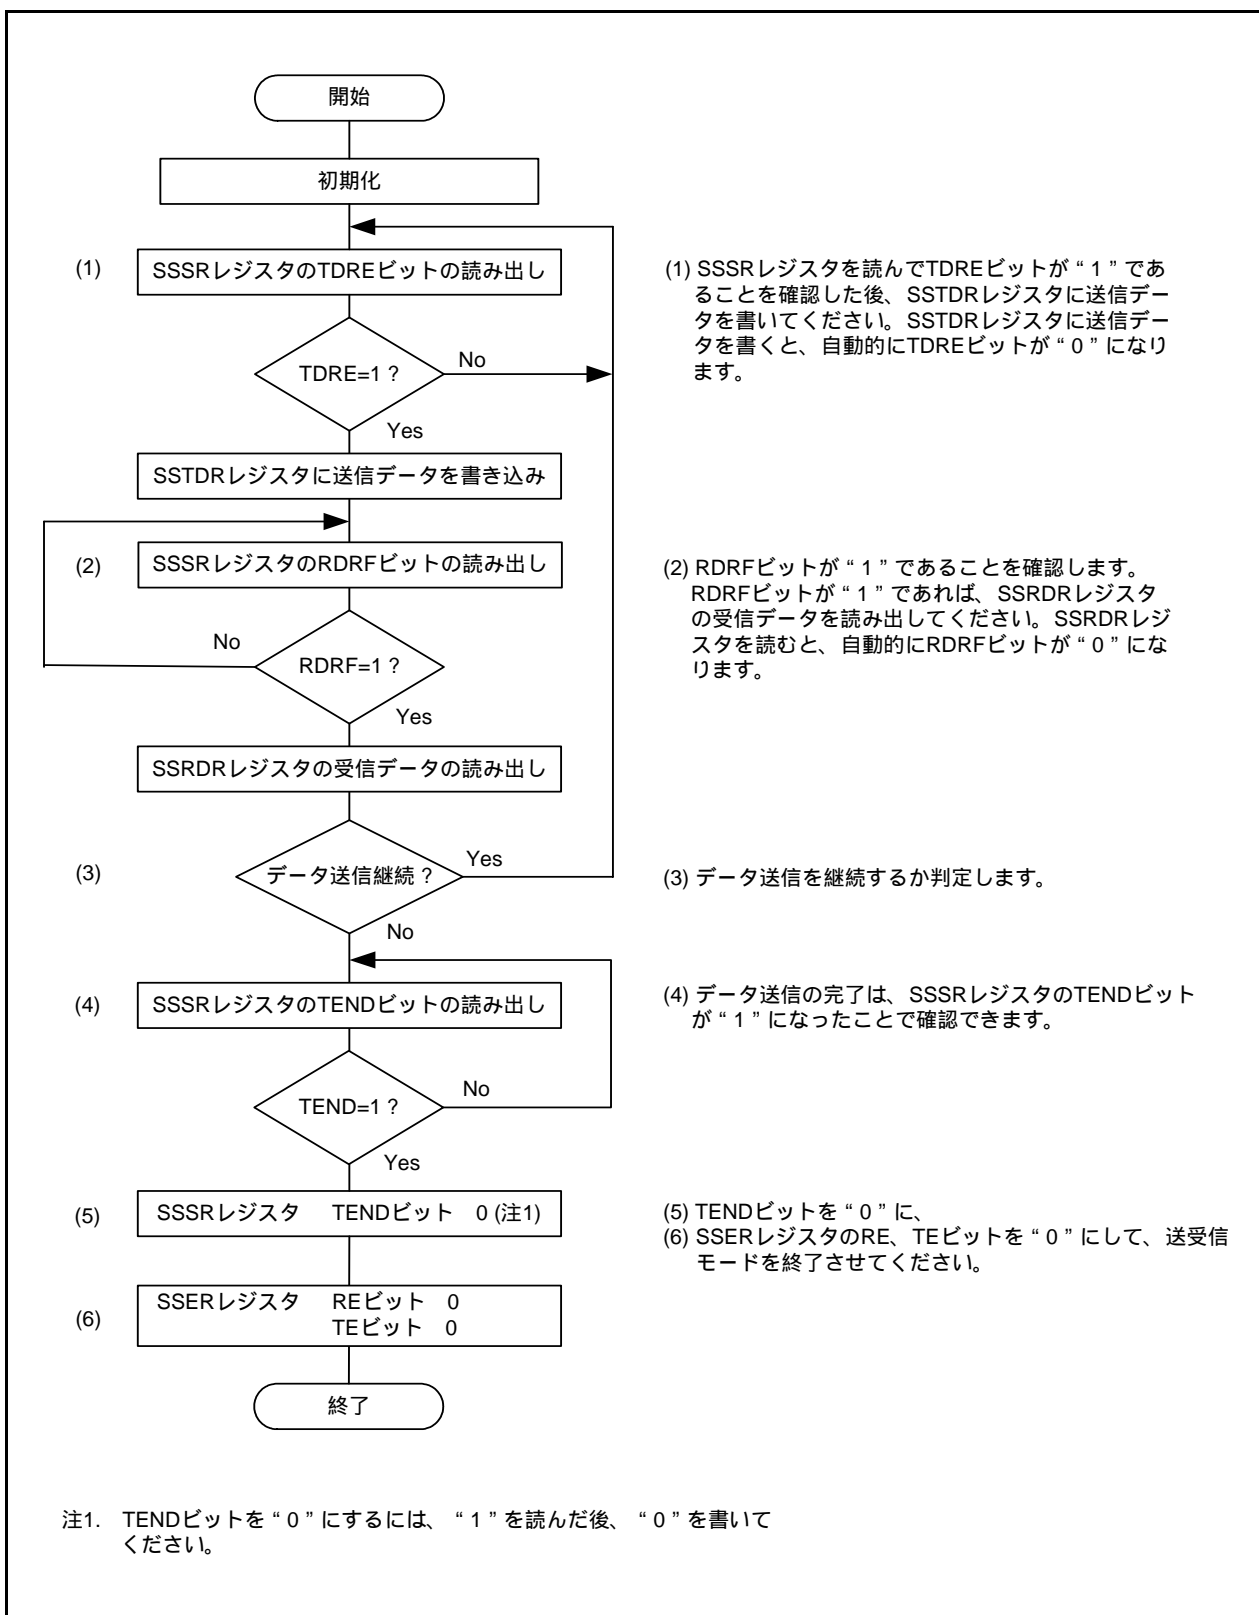 開始
初期化
(1)
SSSRレジスタのTDREビットの読み出し
TDRE=1 ?
No
Yes
SSTDRレジスタに送信データを書き込み
(2)
SSSRレジスタのRDRFビットの読み出し
No
RDRF=1 ?
Yes
SSRDRレジスタの受信データの読み出し
(3)
データ送信継続 ?
Yes
No
(4)
SSSRレジスタのTENDビットの読み出し
TEND=1 ?
No
Yes
(5)
SSSRレジスタ TENDビット 0 (注1)
(6)
SSERレジスタ REビット 0
TEビット 0
終了
(1) SSSRレジスタを読んでTDREビットが“ 1 ”であ
ることを確認した後、SSTDRレジスタに送信デー
タを書いてください。SSTDRレジスタに送信デー
タを書くと、自動的にTDREビットが“ 0 ”になり
ます。
(2) RDRFビットが“ 1 ”であることを確認します。
RDRFビットが“ 1 ”であれば、SSRDRレジスタ
の受信データを読み出してください。SSRDRレジ
スタを読むと、自動的にRDRFビットが“ 0 ”にな
ります。
(3) データ送信を継続するか判定します。
(4) データ送信の完了は、SSSRレジスタのTENDビット
が“ 1 ”になったことで確認できます。
(5) TENDビットを“ 0 ”に、
(6) SSERレジスタのRE、TEビットを“ 0 ”にして、送受信
モードを終了させてください。
注1. TENDビットを“ 0 ”にするには、“ 1 ”を読んだ後、“ 0 ”を書いて
ください。